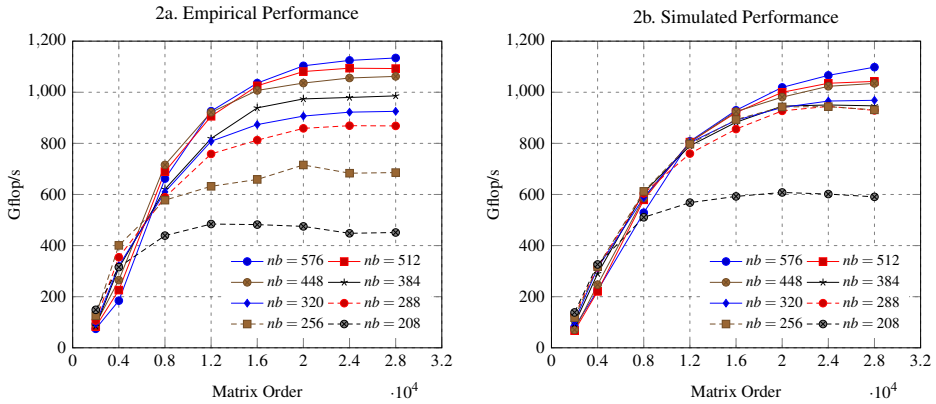 2a. Empirical Performance
1,200
1,000
800
600
400
200
0
Gflop/s
nb = 576
nb = 512
nb = 448
nb = 384
nb = 320
nb = 288
nb = 256
nb = 208
0 0.4 0.8 1.2 1.6 2 2.4 2.8 3.2
·10⁴
Matrix Order
2b. Simulated Performance
1,200
1,000
800
600
400
200
0
Gflop/s
nb = 576
nb = 512
nb = 448
nb = 384
nb = 320
nb = 288
nb = 256
nb = 208
0 0.4 0.8 1.2 1.6 2 2.4 2.8 3.2
·10⁴
Matrix Order